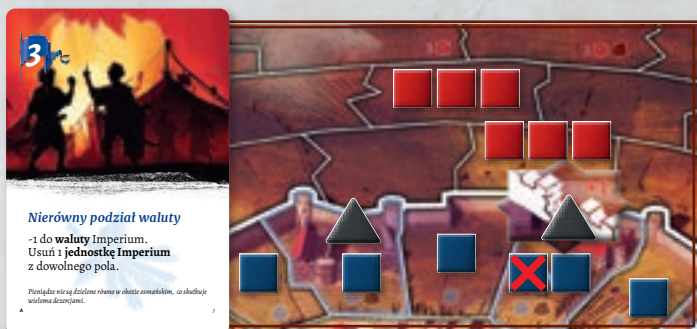 3
Nierówny podział waluty
-1 do waluty Imperium.
Usuń 1 jednostkę Imperium
z dowolnego pola.
Pieniądze nie są dzielone równo w obozie osmańskim, co skutkuje
wieloma dezercjami.